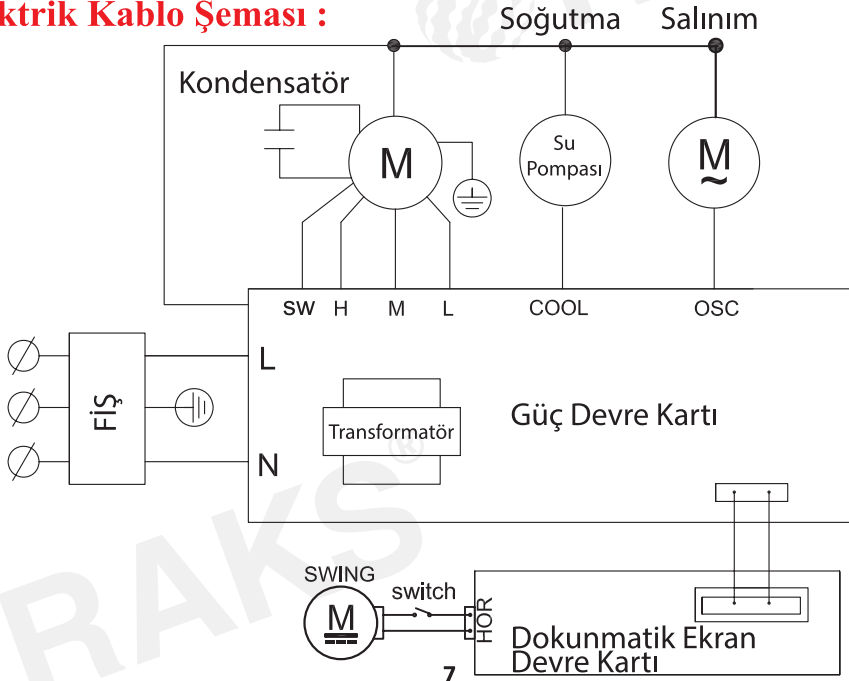 ktrik Kablo Şeması :
Soğutma
Salınım
Kondensatör
M
Su
Pompası
M
~
SW H M L COOL OSC
L
FİŞ
N
Transformatör
Güç Devre Kartı
RAKS®
SWING
switch
M
HOR
Dokunmatik Ekran
Devre Kartı
7